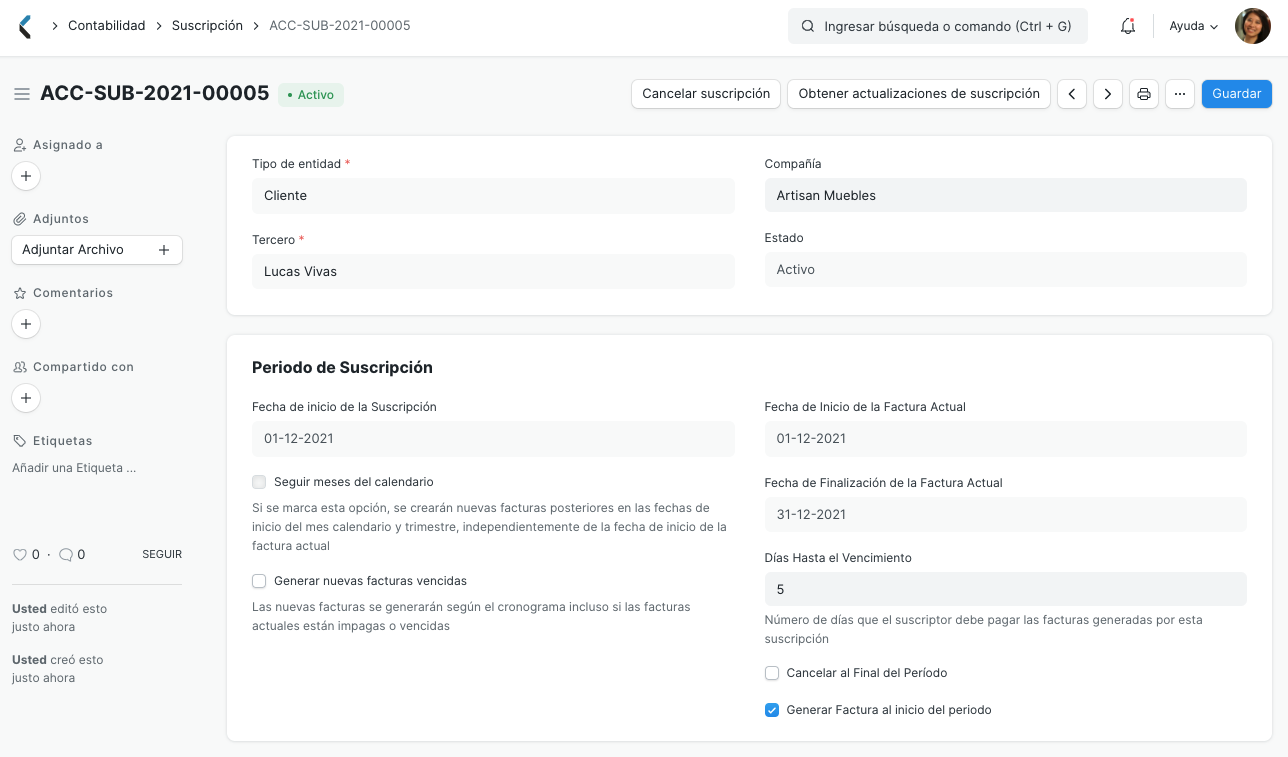 Contabilidad
Suscripción
ACC-SUB-2021-00005
Ingresar búsqueda o comando (Ctrl + G)
Ayuda
ACC-SUB-2021-00005
Activo
Cancelar suscripción
Obtener actualizaciones de suscripción
Guardar
Asignado a
Adjuntos
Adjuntar Archivo
Comentarios
Compartido con
Etiquetas
Añadir una Etiqueta ...
0 · 0
SEGUIR
Usted editó esto
justo ahora
Usted creó esto
justo ahora
Tipo de entidad *
Cliente
Tercero *
Lucas Vivas
Compañía
Artisan Muebles
Estado
Activo
Periodo de Suscripción
Fecha de inicio de la Suscripción
01-12-2021
Seguir meses del calendario
Si se marca esta opción, se crearán nuevas facturas posteriores en las fechas de
inicio del mes calendario y trimestre, independientemente de la fecha de inicio de la
factura actual
Generar nuevas facturas vencidas
Las nuevas facturas se generarán según el cronograma incluso si las facturas
actuales están impagas o vencidas
Fecha de Inicio de la Factura Actual
01-12-2021
Fecha de Finalización de la Factura Actual
31-12-2021
Días Hasta el Vencimiento
5
Número de días que el suscriptor debe pagar las facturas generadas por esta
suscripción
Cancelar al Final del Período
Generar Factura al inicio del periodo